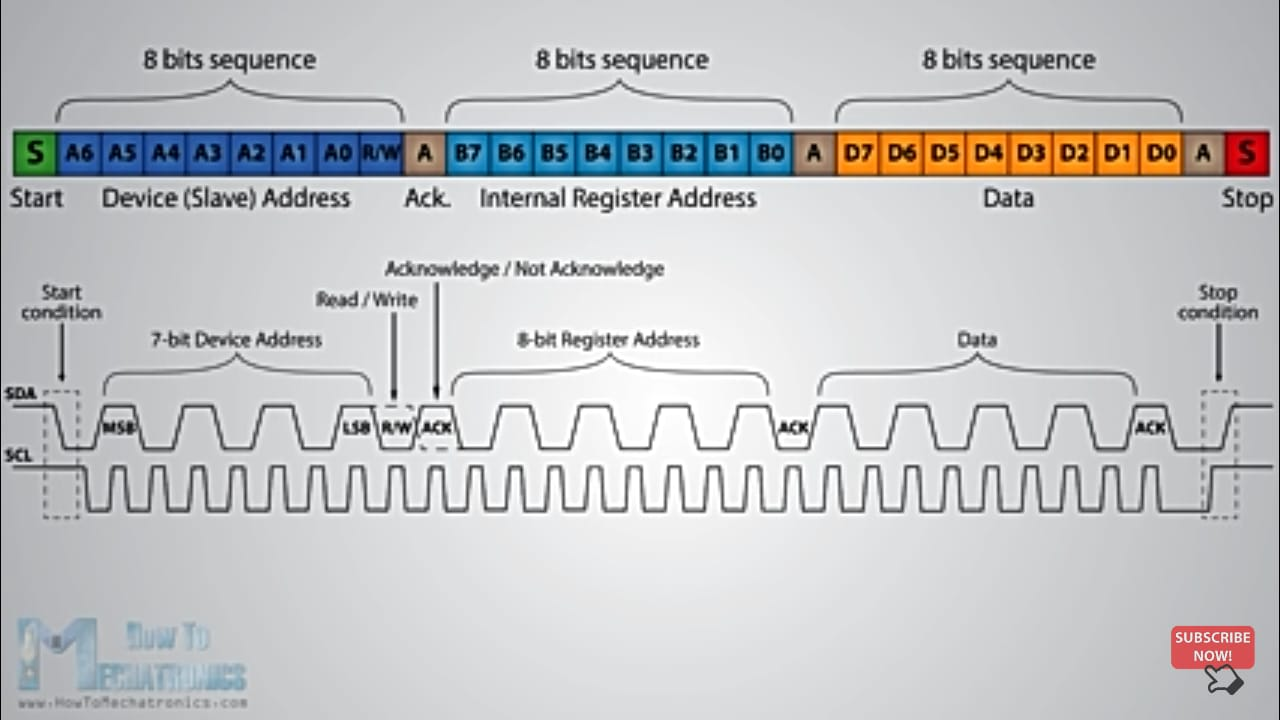 8 bits sequence 8 bits sequence 8 bits sequence
S A6 A5 A4 A3 A2 A1 A0 R/W A B7 B6 B5 B4 B3 B2 B1 B0 A D7 D6 D5 D4 D3 D2 D1 D0 A S
Start Device (Slave) Address Ack. Internal Register Address Data Stop
Acknowledge / Not Acknowledge
Start
condition
Read / Write
Stop
condition
7-bit Device Address 8-bit Register Address Data
SDA
MSB LSB R/W ACK ACK ACK
SCL
How To
Mechatronics
www.HowToMechatronics.com
SUBSCRIBE
NOW!